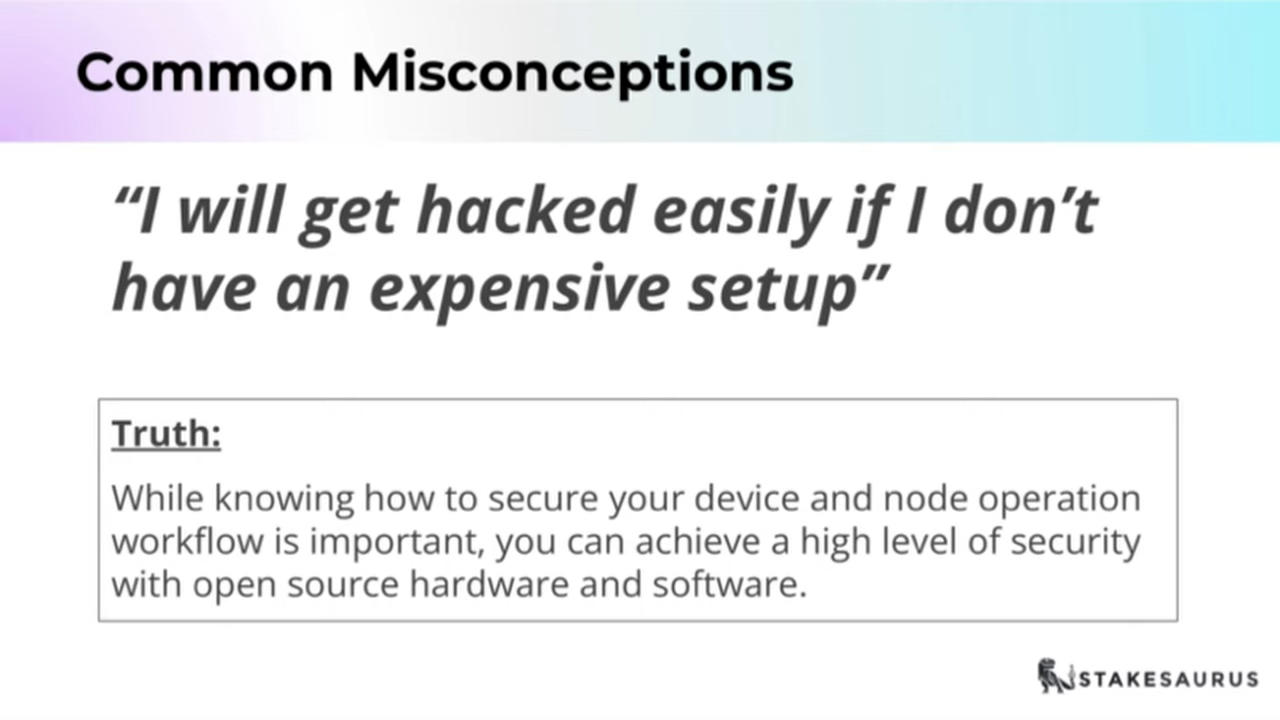 Common Misconceptions
“I will get hacked easily if I don’t
have an expensive setup”
Truth:
While knowing how to secure your device and node operation
workflow is important, you can achieve a high level of security
with open source hardware and software.
STAKESAURUS